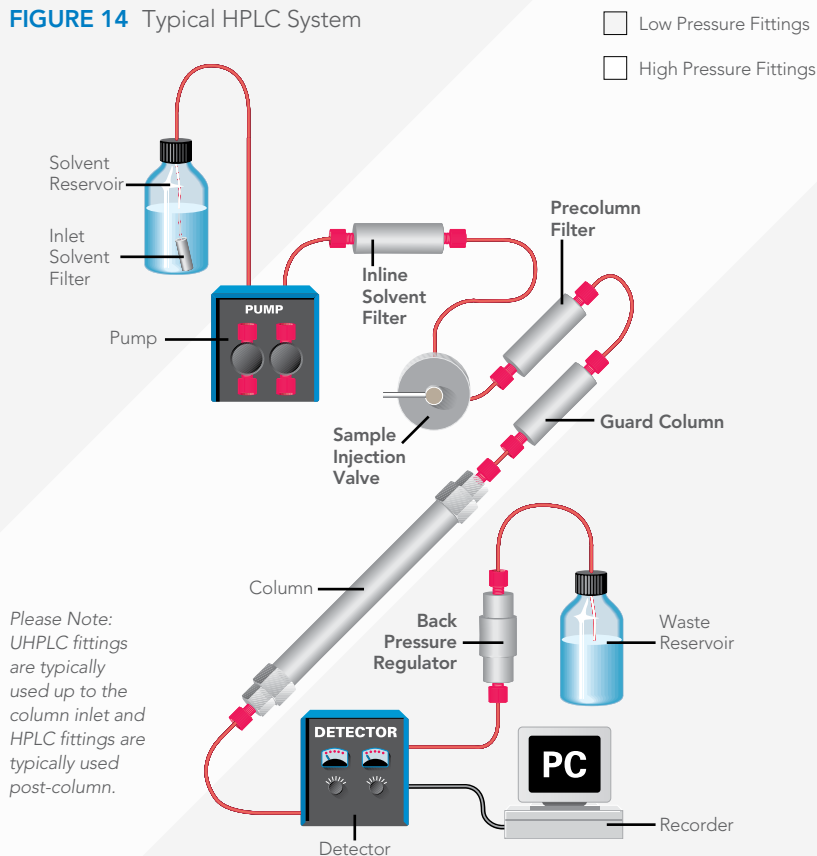 FIGURE 14 Typical HPLC System
Low Pressure Fittings
High Pressure Fittings
Solvent
Reservoir
Inlet
Solvent
Filter
PUMP
Pump
Inline
Solvent
Filter
Precolumn
Filter
Sample
Injection
Valve
Guard Column
Column
Please Note:
UHPLC fittings
are typically
used up to the
column inlet and
HPLC fittings are
typically used
post-column.
Back
Pressure
Regulator
Waste
Reservoir
DETECTOR
PC
Recorder
Detector